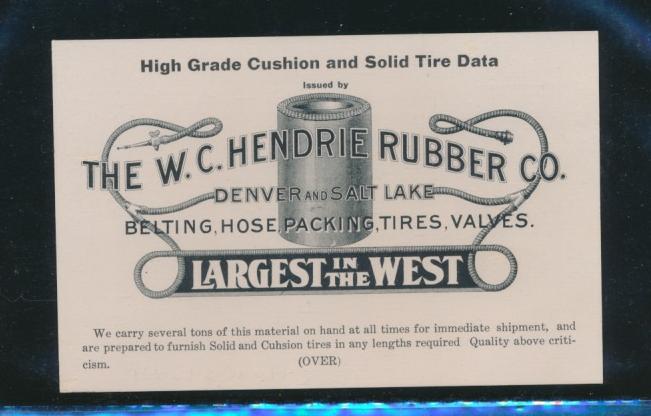 High Grade Cushion and Solid Tire Data
Issued by
THE W. C. HENDRIE RUBBER CO.
DENVER AND SALT LAKE
BELTING, HOSE, PACKING, TIRES, VALVES.
LARGEST IN THE WEST
We carry several tons of this material on hand at all times for immediate shipment, and
are prepared to furnish Solid and Cuhsion tires in any lengths required Quality above criti-
cism. (OVER)